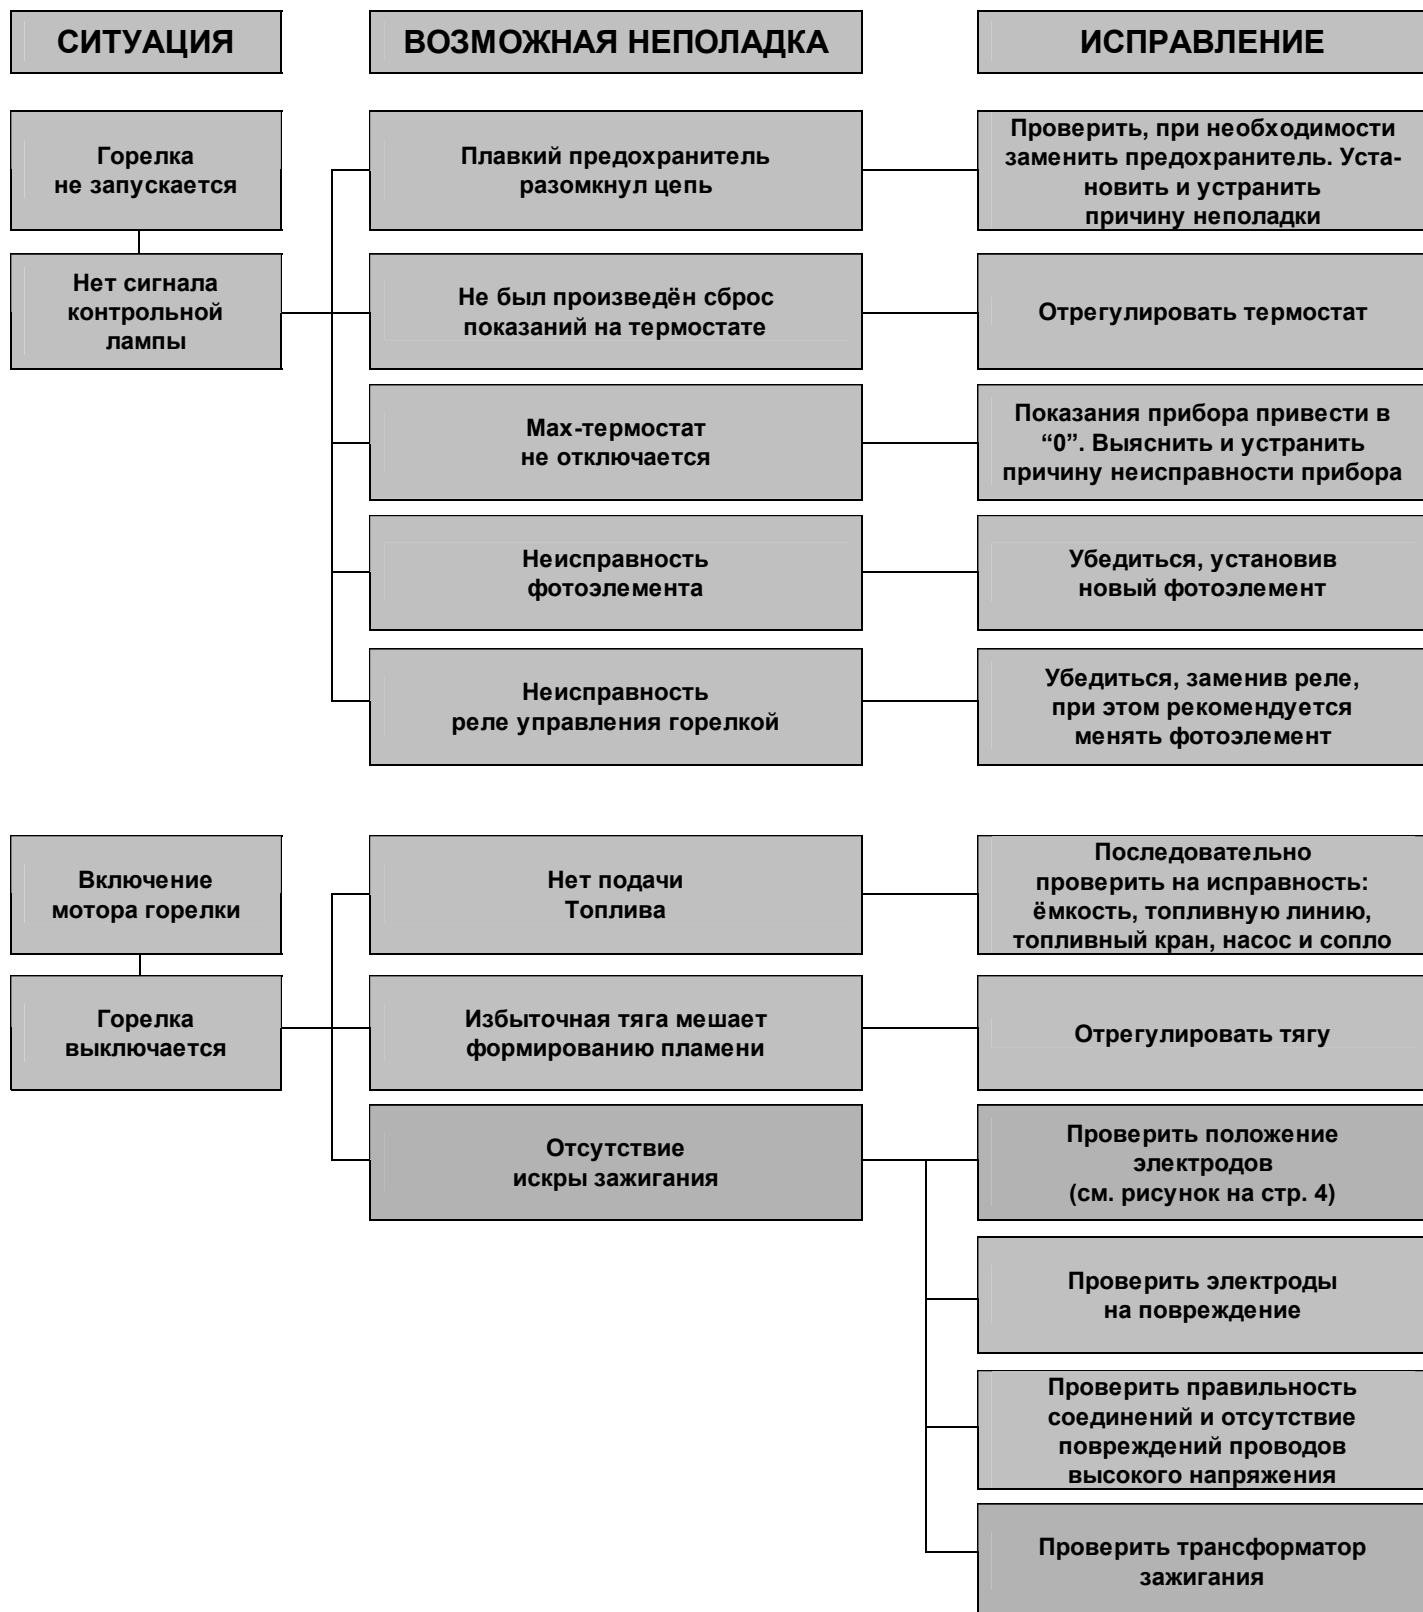 СИТУАЦИЯ
ВОЗМОЖНАЯ НЕПОЛАДКА
ИСПРАВЛЕНИЕ
Горелка
не запускается
Плавкий предохранитель
разомкнул цепь
Проверить, при необходимости
заменить предохранитель. Уста-
новить и устранить
причину неполадки
Нет сигнала
контрольной
лампы
Не был произведён сброс
показаний на термостате
Отрегулировать термостат
Мах-термостат
не отключается
Показания прибора привести в
“0”. Выяснить и устранить
причину неисправности прибора
Неисправность
фотоэлемента
Убедиться, установив
новый фотоэлемент
Неисправность
реле управления горелкой
Убедиться, заменив реле,
при этом рекомендуется
менять фотоэлемент
Включение
мотора горелки
Нет подачи
Топлива
Последовательно
проверить на исправность:
ёмкость, топливную линию,
топливный кран, насос и сопло
Горелка
выключается
Избыточная тяга мешает
формированию пламени
Отрегулировать тягу
Отсутствие
искры зажигания
Проверить положение
электродов
(см. рисунок на стр. 4)
Проверить электроды
на повреждение
Проверить правильность
соединений и отсутствие
повреждений проводов
высокого напряжения
Проверить трансформатор
зажигания